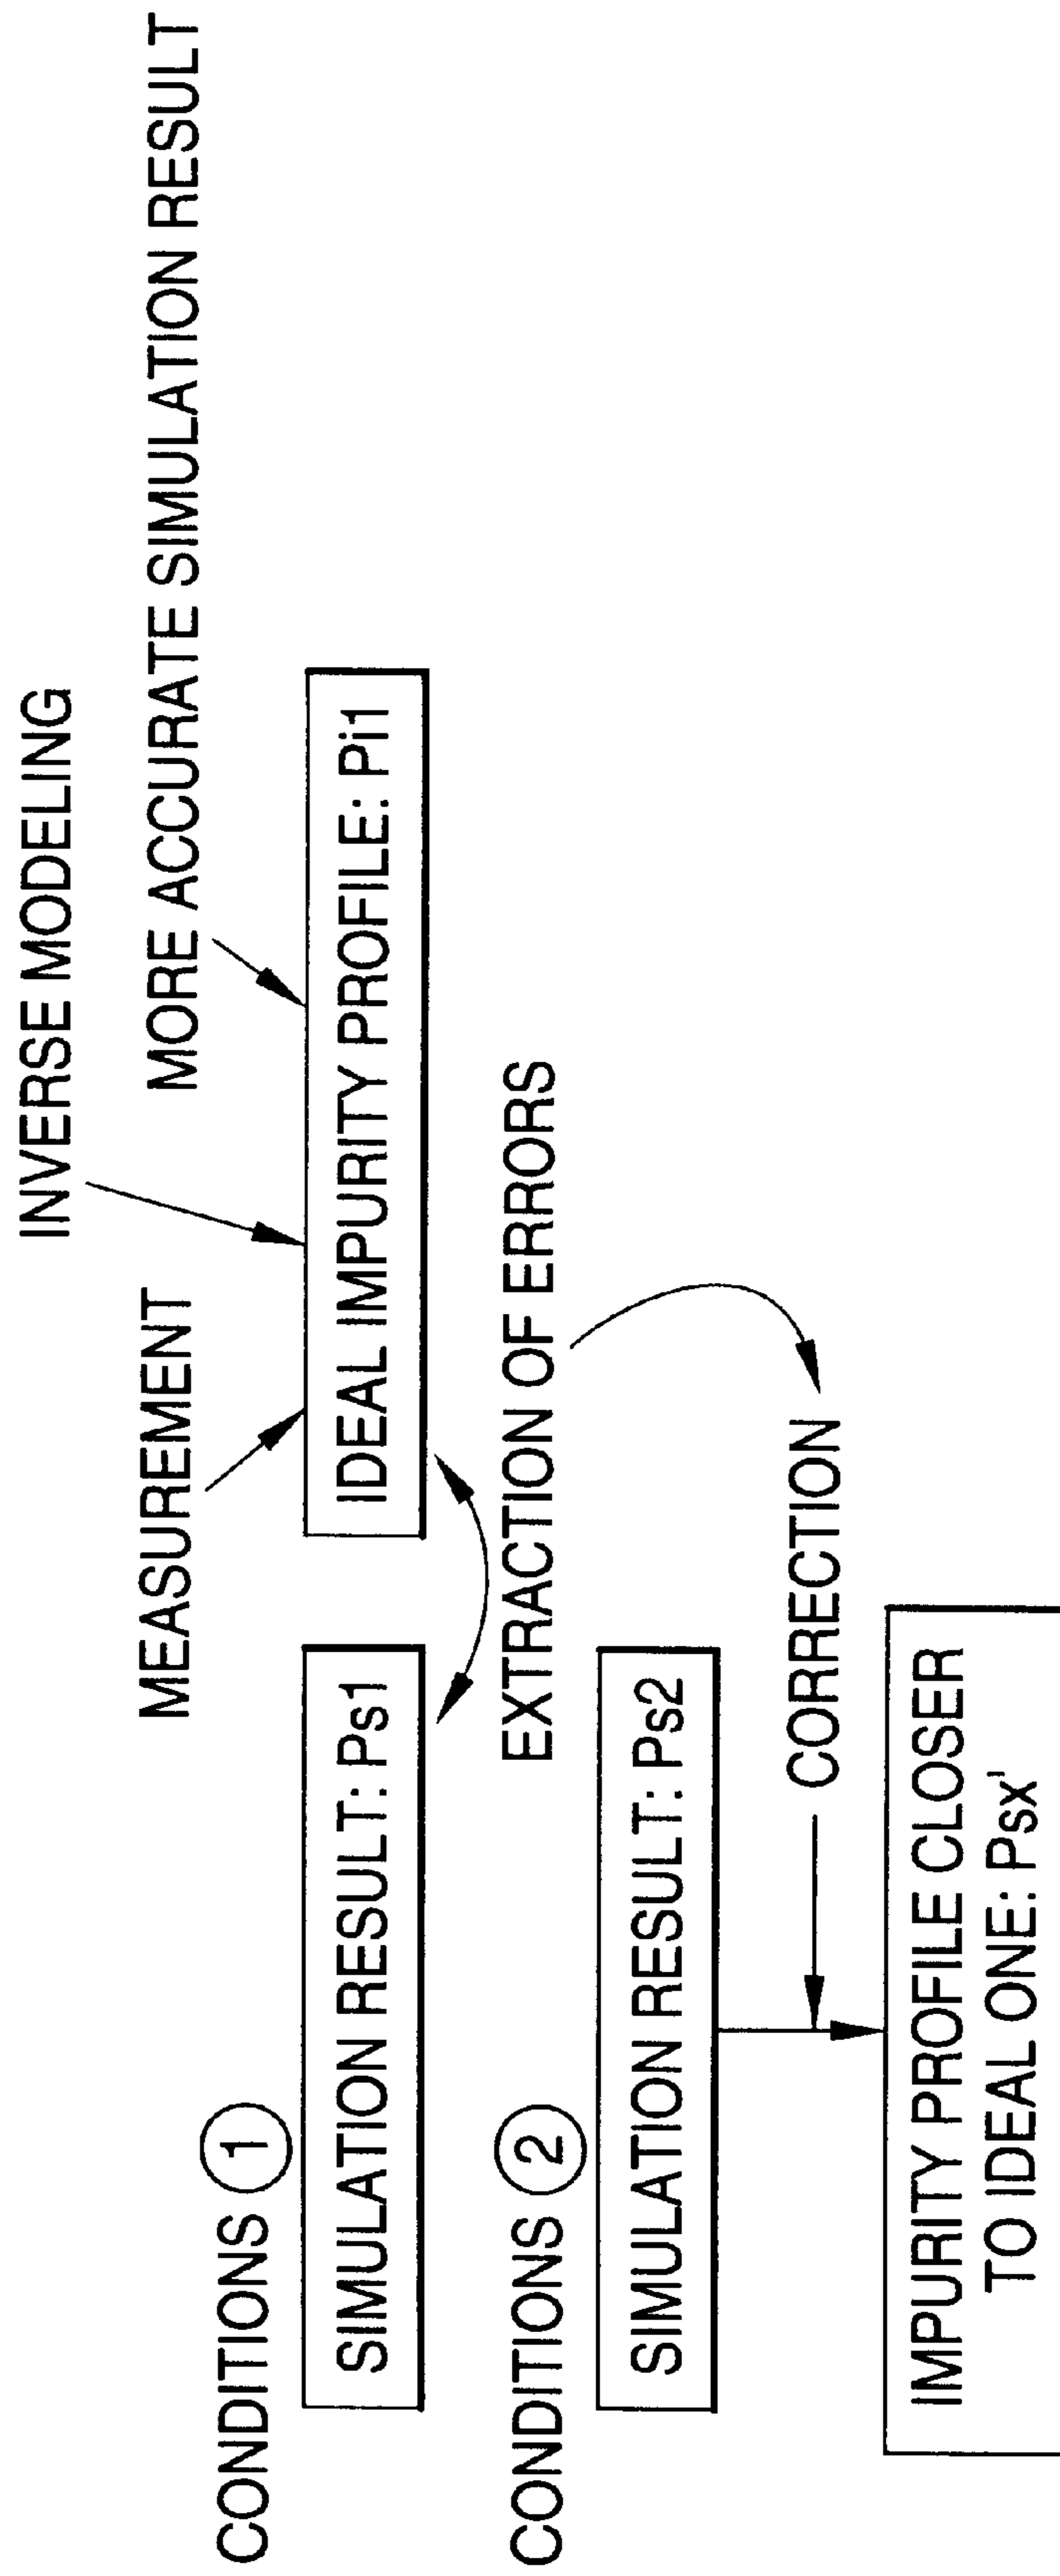 INVERSE MODELING
MEASUREMENT
MORE ACCURATE SIMULATION RESULT
CONDITIONS 1
SIMULATION RESULT: Ps1
IDEAL IMPURITY PROFILE: Pi1
EXTRACTION OF ERRORS
CONDITIONS 2
SIMULATION RESULT: Ps2
CORRECTION
IMPURITY PROFILE CLOSER
TO IDEAL ONE: Psx'